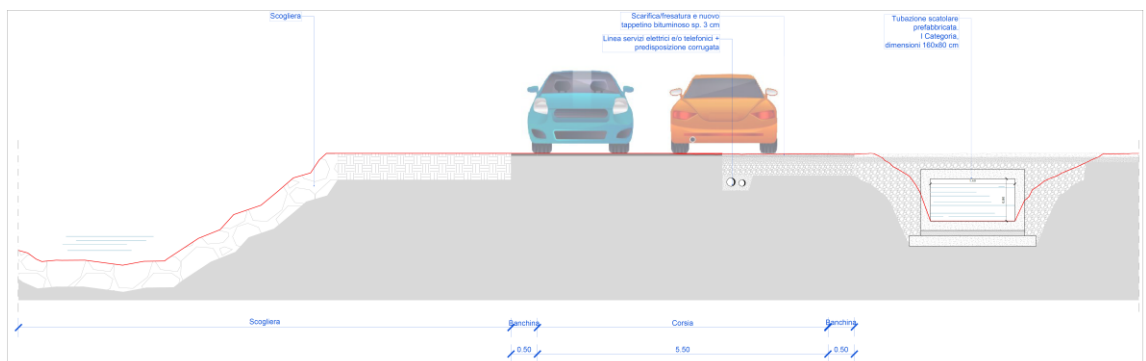 Scogliera
Scarifica/fresatura e nuovo
tappetino bituminoso sp. 3 cm
Linea servizi elettrici e/o telefonici +
predisposizione corrugata
Tubazione scatolare
prefabbricata.
I Categoria,
dimensioni 160x80 cm
Scogliera
Banchina
Corsia
Banchina
0.50
5.50
0.50